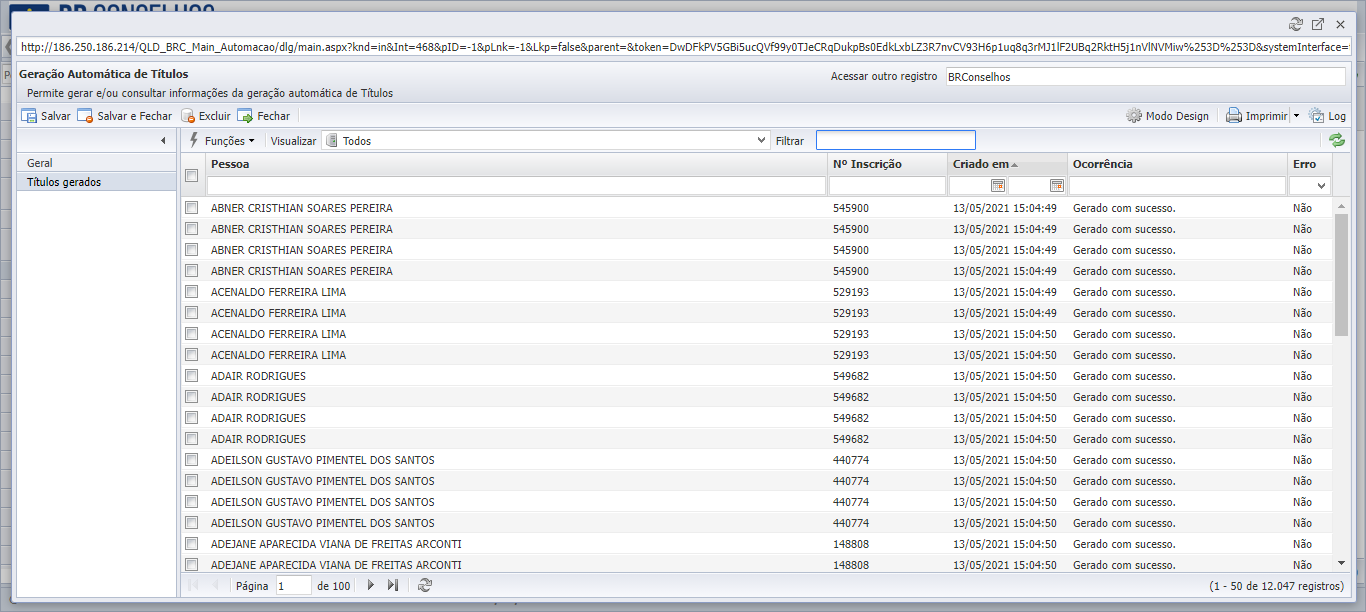 BR CONSELHOS
http://186.250.186.214/QLD_BRC_Main_Automacao/dlg/main.aspx?knd=in&Int=468&pID=-1&pLnk=-1&Lkp=false&parent=&token=DwDFkPV5GBi5ucQVf99y0TJeCRqDukpBs0EdkLxbLZ3R7nvCV93H6p1uq8q3rMJ1lF2UBq2RktH5j1nVlNVMiw%253D%253D&systemInterface=
Geração Automática de Títulos
Acessar outro registro BRConselhos
Permite gerar e/ou consultar informações da geração automática de Títulos
Salvar Salvar e Fechar Excluir Fechar Modo Design Imprimir Log
Funções Visualizar Todos Filtrar
Geral
Títulos gerados
Pessoa Nº Inscrição Criado em Ocorrência Erro
ABNER CRISTHIAN SOARES PEREIRA 545900 13/05/2021 15:04:49 Gerado com sucesso. Não
ABNER CRISTHIAN SOARES PEREIRA 545900 13/05/2021 15:04:49 Gerado com sucesso. Não
ABNER CRISTHIAN SOARES PEREIRA 545900 13/05/2021 15:04:49 Gerado com sucesso. Não
ABNER CRISTHIAN SOARES PEREIRA 545900 13/05/2021 15:04:49 Gerado com sucesso. Não
ACENALDO FERREIRA LIMA 529193 13/05/2021 15:04:49 Gerado com sucesso. Não
ACENALDO FERREIRA LIMA 529193 13/05/2021 15:04:49 Gerado com sucesso. Não
ACENALDO FERREIRA LIMA 529193 13/05/2021 15:04:50 Gerado com sucesso. Não
ACENALDO FERREIRA LIMA 529193 13/05/2021 15:04:50 Gerado com sucesso. Não
ADAIR RODRIGUES 549682 13/05/2021 15:04:50 Gerado com sucesso. Não
ADAIR RODRIGUES 549682 13/05/2021 15:04:50 Gerado com sucesso. Não
ADAIR RODRIGUES 549682 13/05/2021 15:04:50 Gerado com sucesso. Não
ADAIR RODRIGUES 549682 13/05/2021 15:04:50 Gerado com sucesso. Não
ADEILSON GUSTAVO PIMENTEL DOS SANTOS 440774 13/05/2021 15:04:50 Gerado com sucesso. Não
ADEILSON GUSTAVO PIMENTEL DOS SANTOS 440774 13/05/2021 15:04:50 Gerado com sucesso. Não
ADEILSON GUSTAVO PIMENTEL DOS SANTOS 440774 13/05/2021 15:04:50 Gerado com sucesso. Não
ADEILSON GUSTAVO PIMENTEL DOS SANTOS 440774 13/05/2021 15:04:50 Gerado com sucesso. Não
ADEJANE APARECIDA VIANA DE FREITAS ARCONTI 148808 13/05/2021 15:04:50 Gerado com sucesso. Não
ADEJANE APARECIDA VIANA DE FREITAS ARCONTI 148808 13/05/2021 15:04:50 Gerado com sucesso. Não
Página 1 de 100 (1 - 50 de 12.047 registros)